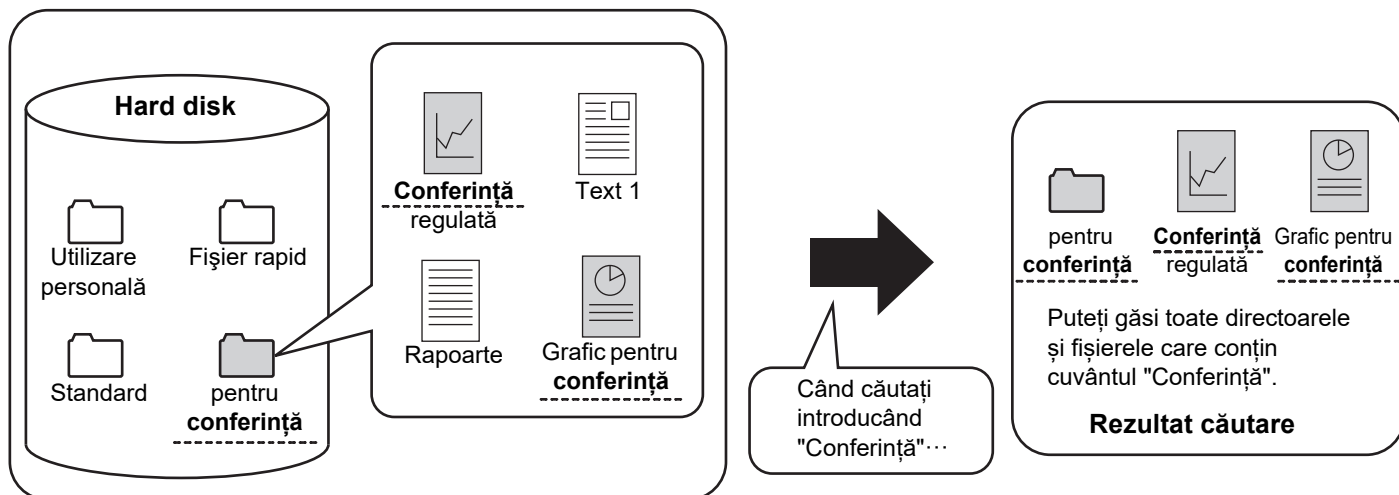 Hard disk
Utilizare
personală
Fişier rapid
Standard
pentru
conferință
Conferință
regulată
Text 1
Rapoarte
Grafic pentru
conferință
Când căutați
introducând
"Conferință"⋯
pentru
conferință
Conferință
regulată
Grafic pentru
conferință
Puteți găsi toate directoarele
și fișierele care conțin
cuvântul "Conferință".
Rezultat căutare